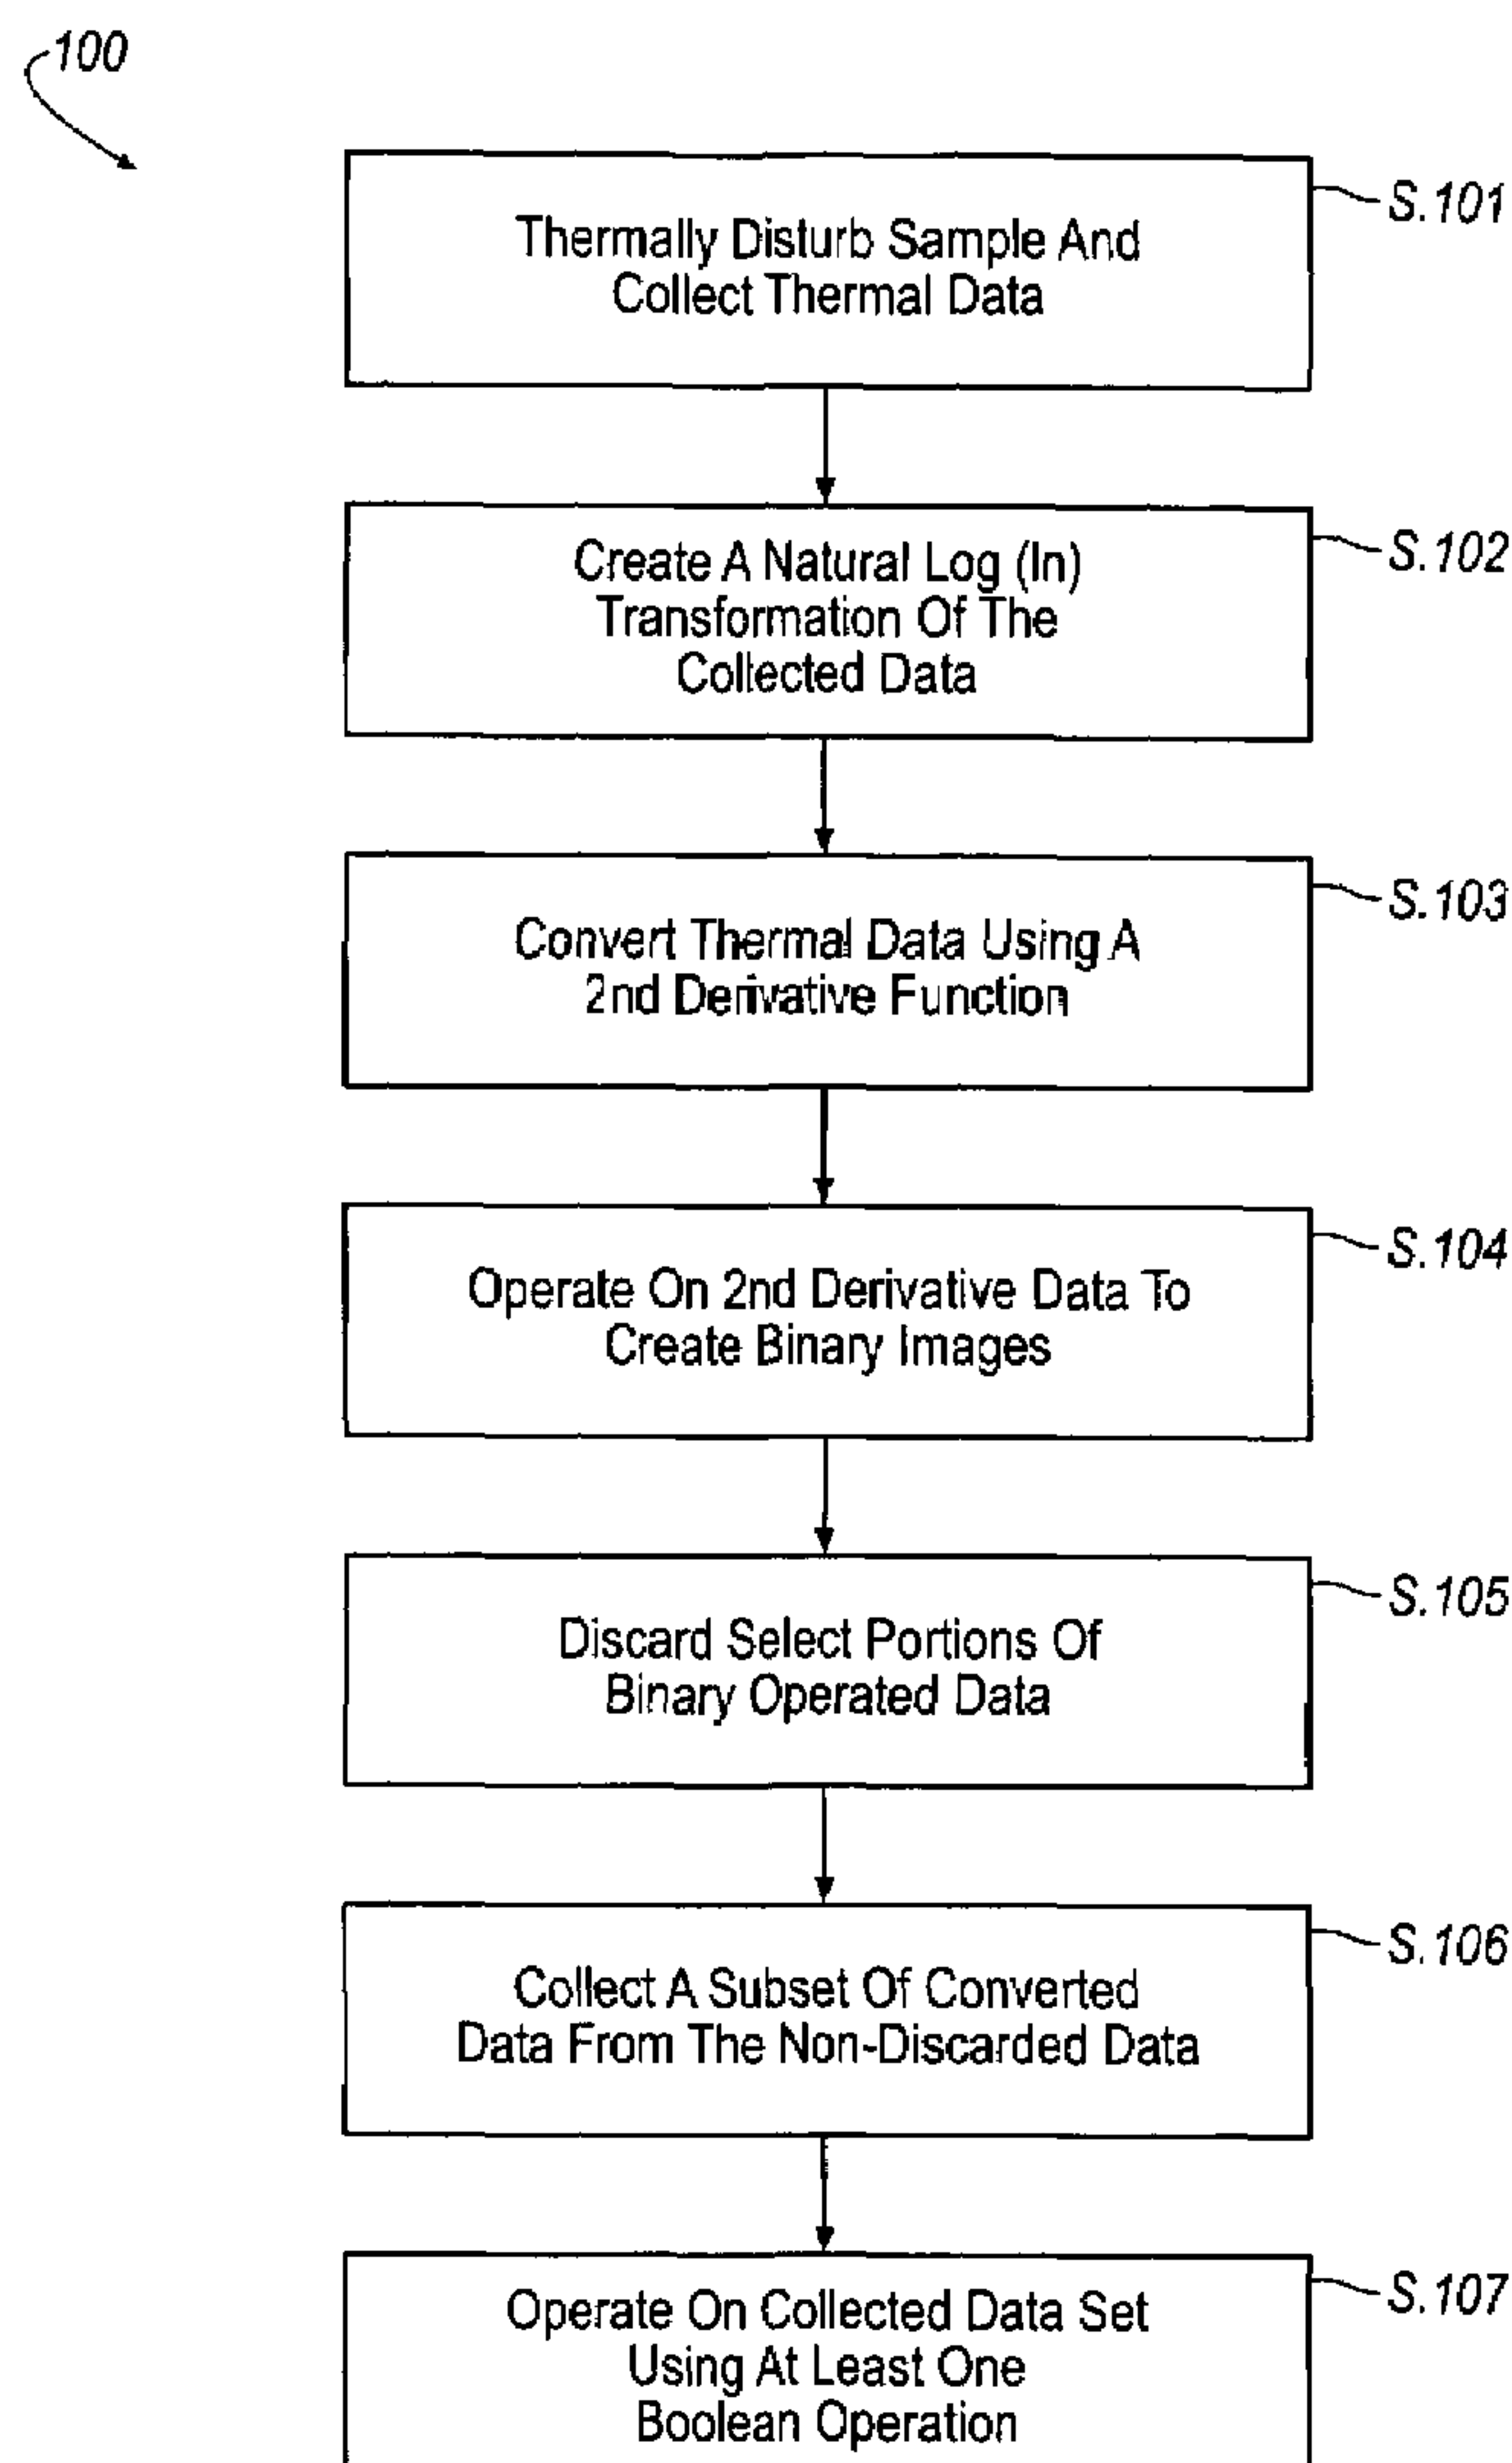 100
Thermally Disturb Sample And
Collect Thermal Data
S.101
Create A Natural Log (ln)
Transformation Of The
Collected Data
S.102
Convert Thermal Data Using A
2nd Derivative Function
S.103
Operate On 2nd Derivative Data To
Create Binary Images
S.104
Discard Select Portions Of
Binary Operated Data
S.105
Collect A Subset Of Converted
Data From The Non-Discarded Data
S.106
Operate On Collected Data Set
Using At Least One
Boolean Operation
S.107